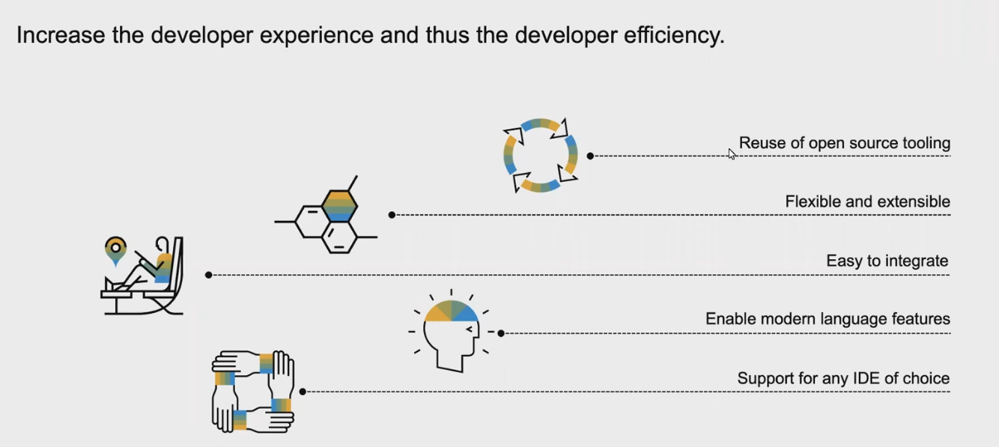 Increase the developer experience and thus the developer efficiency.
Reuse of open source tooling
Flexible and extensible
Easy to integrate
Enable modern language features
Support for any IDE of choice